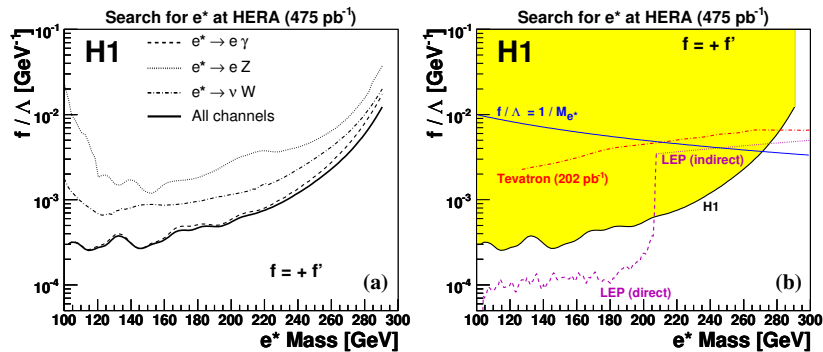 Search for e* at HERA (475 pb⁻¹)
H1
e* → e γ
e* → e Z
e* → ν W
All channels
f / Λ [GeV⁻¹]
10⁻¹
10⁻²
10⁻³
10⁻⁴
f = + f'
(a)
100 120 140 160 180 200 220 240 260 280 300
e* Mass [GeV]
Search for e* at HERA (475 pb⁻¹)
H1
f = + f'
f / Λ [GeV⁻¹]
10⁻¹
10⁻²
10⁻³
10⁻⁴
f / Λ = 1 / Mₑ*
LEP (indirect)
Tevatron (202 pb⁻¹)
H1
LEP (direct)
(b)
100 120 140 160 180 200 220 240 260 280 300
e* Mass [GeV]